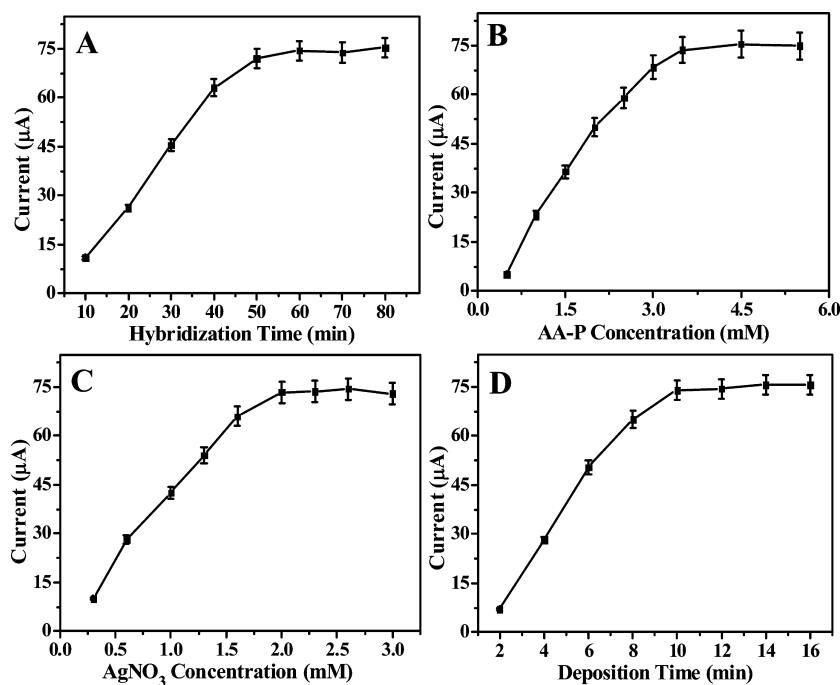 A
Current (μA)
75
60
45
30
15
0
10 20 30 40 50 60 70 80
Hybridization Time (min)
B
Current (μA)
75
60
45
30
15
0
0.0 1.5 3.0 4.5 6.0
AA-P Concentration (mM)
C
Current (μA)
75
60
45
30
15
0
0.0 0.5 1.0 1.5 2.0 2.5 3.0
AgNO₃ Concentration (mM)
D
Current (μA)
75
60
45
30
15
0
2 4 6 8 10 12 14 16
Deposition Time (min)